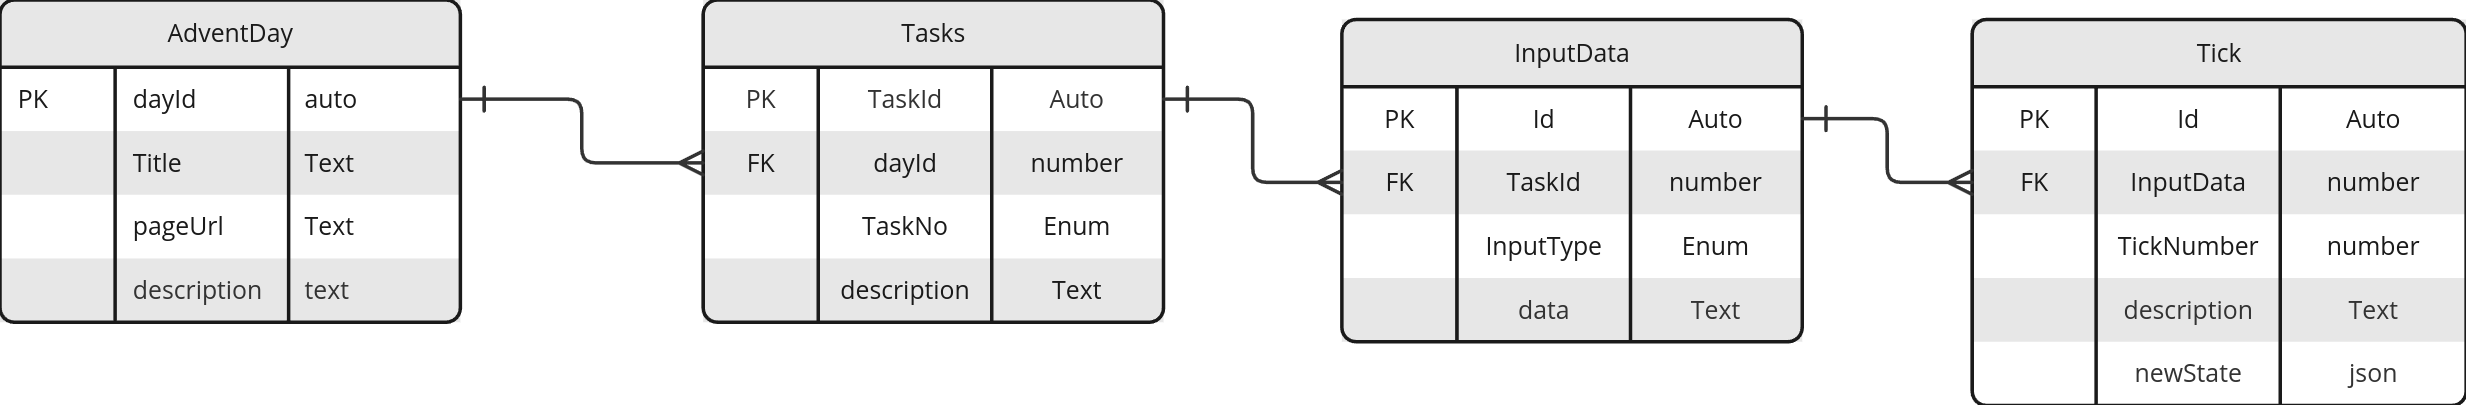 AdventDay
PK dayId auto
Title Text
pageUrl Text
description text
Tasks
PK TaskId Auto
FK dayId number
TaskNo Enum
description Text
InputData
PK Id Auto
FK TaskId number
InputType Enum
data Text
Tick
PK Id Auto
FK InputData number
TickNumber number
description Text
newState json